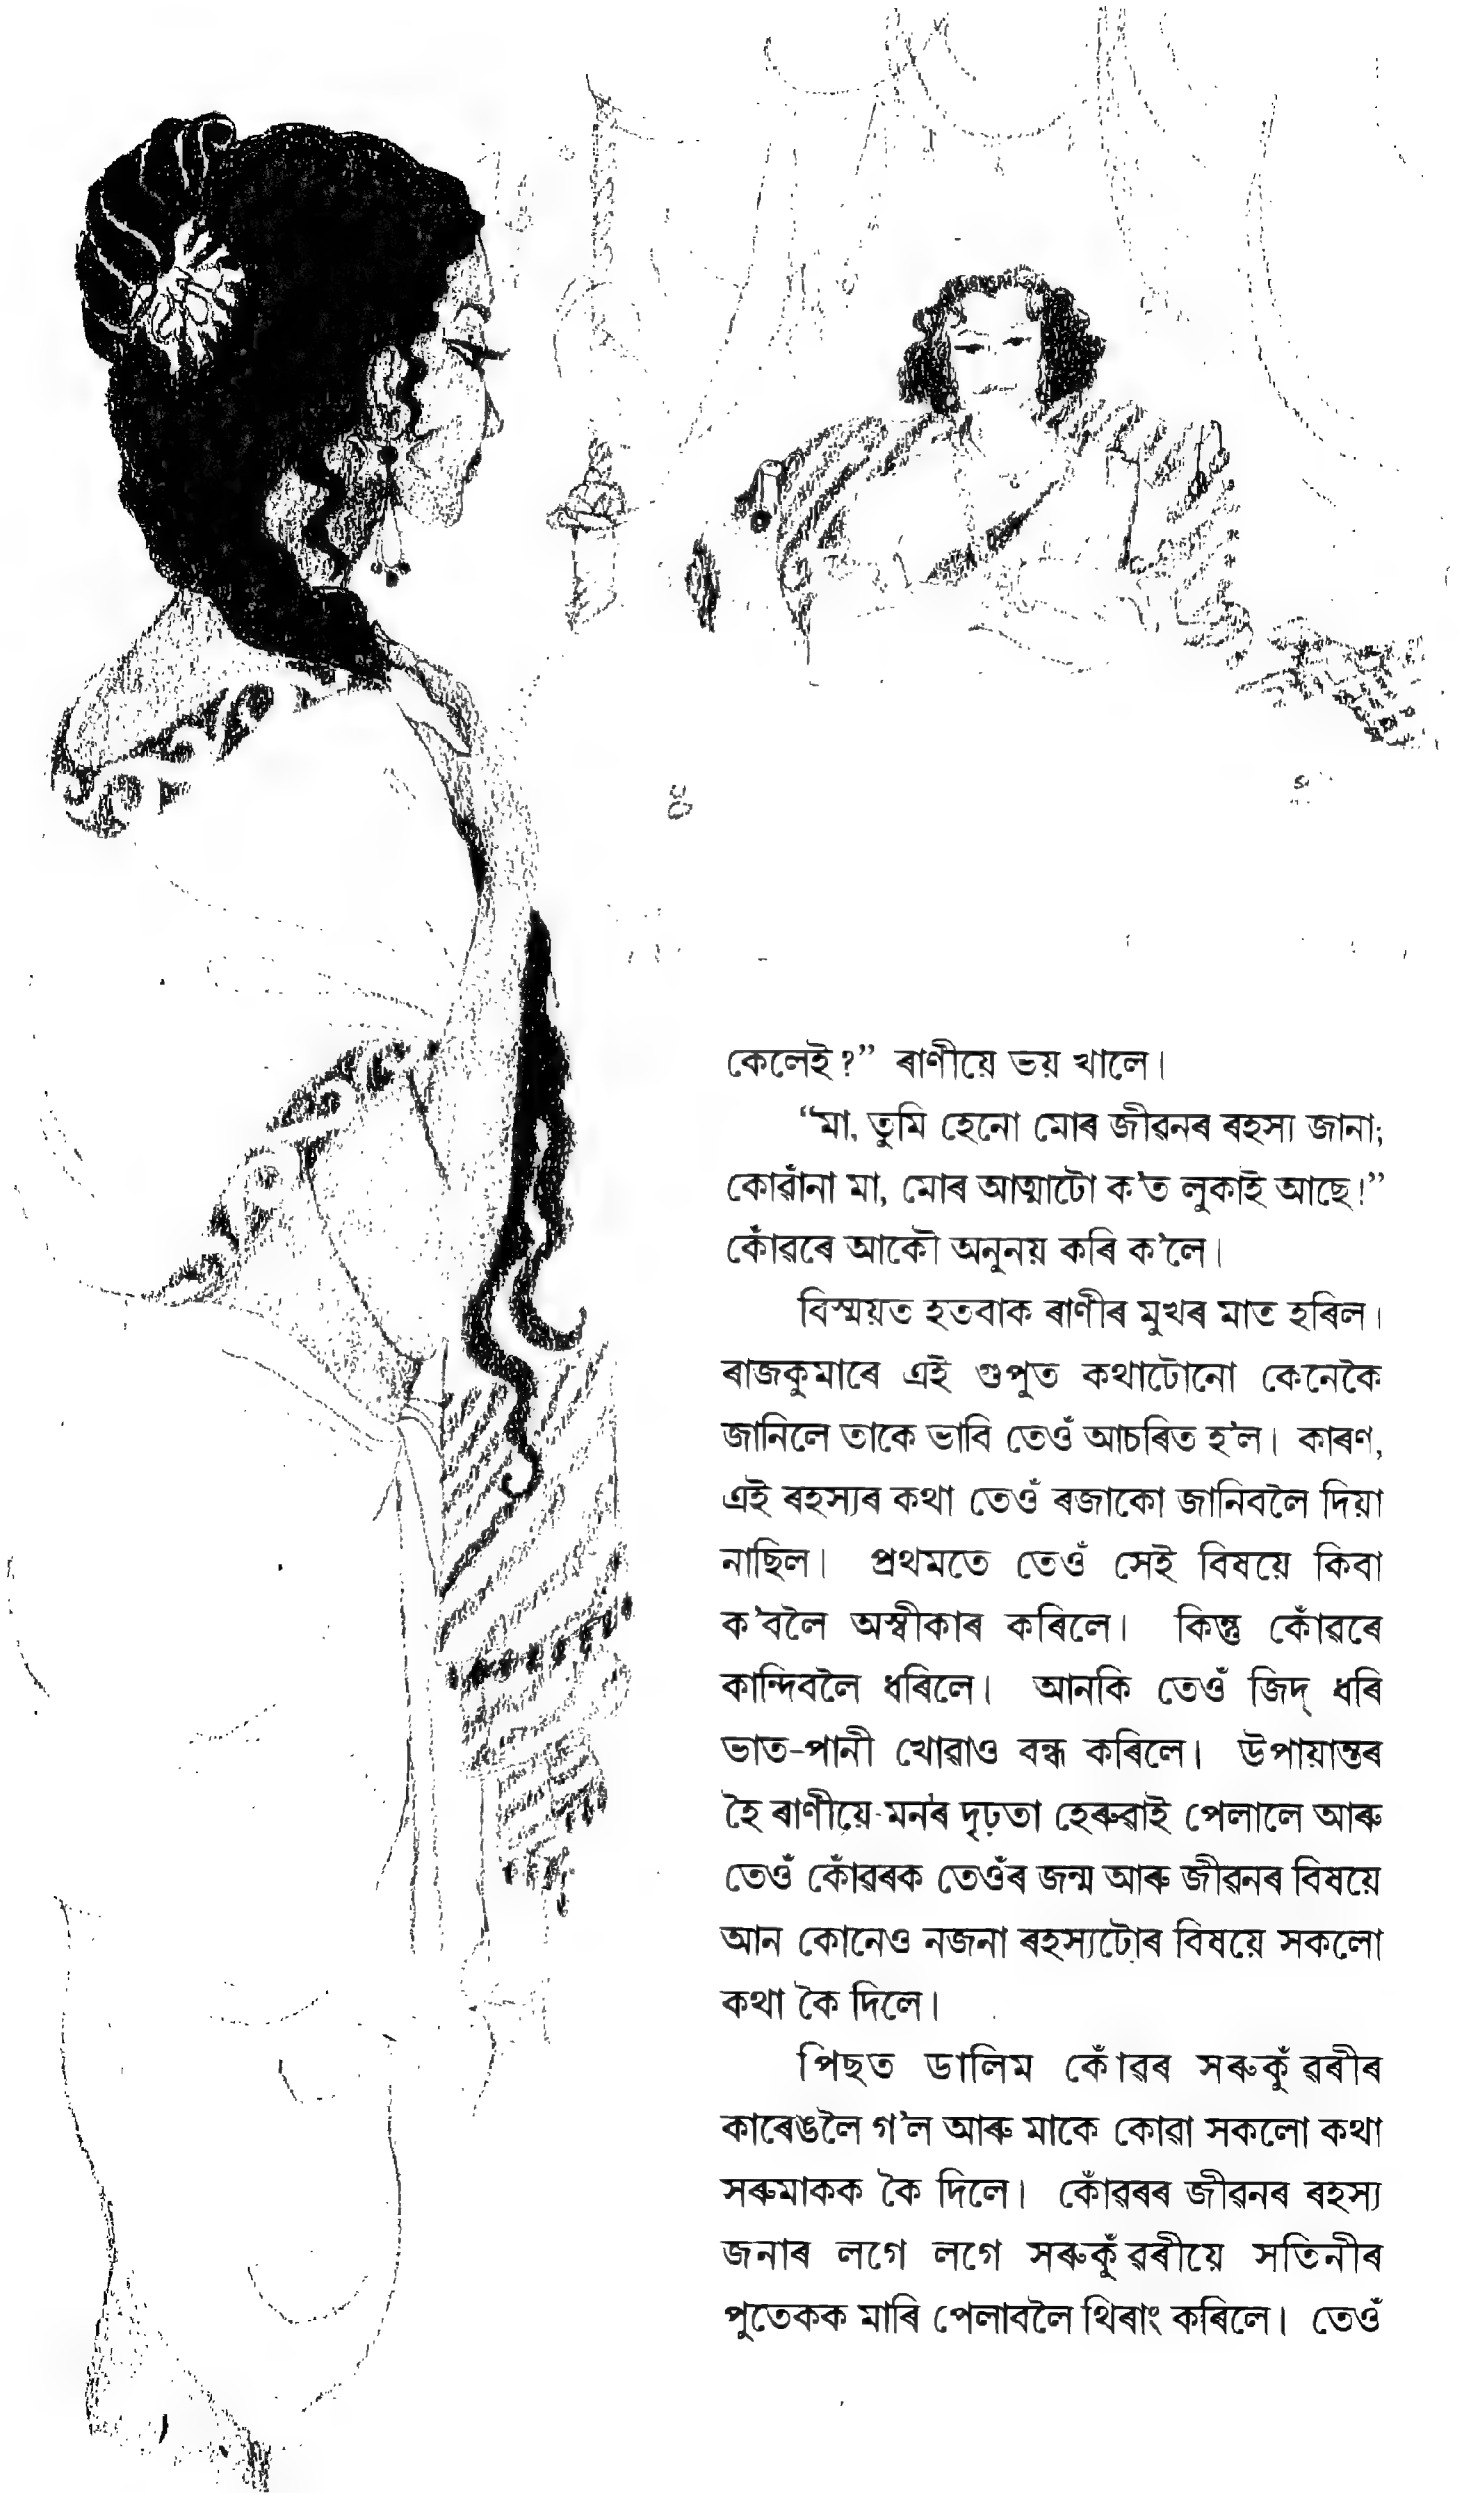 কেলেই?” ৰাণীয়ে ভয় খালে।
“মা, তুমি হেনো মোৰ জীৱনৰ ৰহস্য জানা;
কোৱাঁনা মা, মোৰ আত্মাটো ক'ত লুকাই আছে!”
কোঁৱৰে আকৌ অনুনয় কৰি ক'লে।
বিস্ময়ত হতবাক ৰাণীৰ মুখৰ মাত হৰিল।
ৰাজকুমাৰে এই গুপুত কথাটোনো কেনেকৈ
জানিলে তাকে ভাবি তেওঁ আচৰিত হ'ল। কাৰণ,
এই ৰহস্যৰ কথা তেওঁ ৰজাকো জানিবলৈ দিয়া
নাছিল। প্ৰথমতে তেওঁ সেই বিষয়ে কিবা
ক'বলৈ অস্বীকাৰ কৰিলে। কিন্তু কোঁৱৰে
কান্দিবলৈ ধৰিলে। আনকি তেওঁ জিদ্ ধৰি
ভাত-পানী খোৱাও বন্ধ কৰিলে। উপায়ান্তৰ
হৈ ৰাণীয়ে মনৰ দৃঢ়তা হেৰুৱাই পেলালে আৰু
তেওঁ কোঁৱৰক তেওঁৰ জন্ম আৰু জীৱনৰ বিষয়ে
আন কোনেও নজনা ৰহস্যটোৰ বিষয়ে সকলো
কথা কৈ দিলে।
পিছত ডালিম কোঁৱৰ সৰুকুঁৱৰীৰ
কাৰেঙলৈ গ'ল আৰু মাকে কোৱা সকলো কথা
সৰুমাকক কৈ দিলে। কোঁৱৰৰ জীৱনৰ ৰহস্য
জনাৰ লগে লগে সৰুকুঁৱৰীয়ে সতিনীৰ
পুতেকক মাৰি পেলাবলৈ থিৰাং কৰিলে। তেওঁ